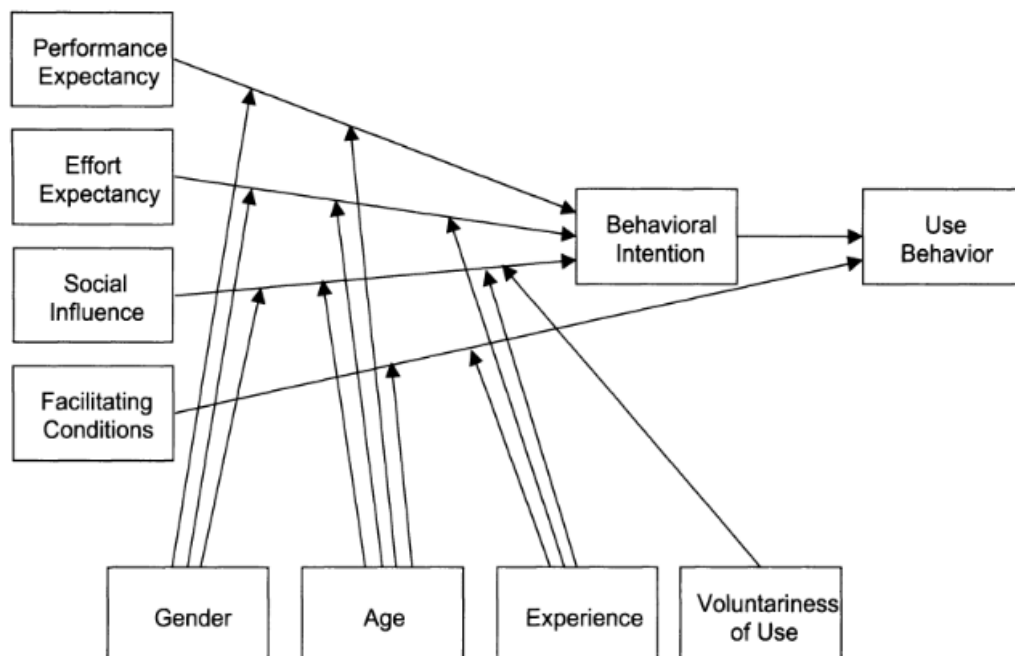 Performance
Expectancy
Effort
Expectancy
Social
Influence
Facilitating
Conditions
Behavioral
Intention
Use
Behavior
Gender
Age
Experience
Voluntariness
of Use